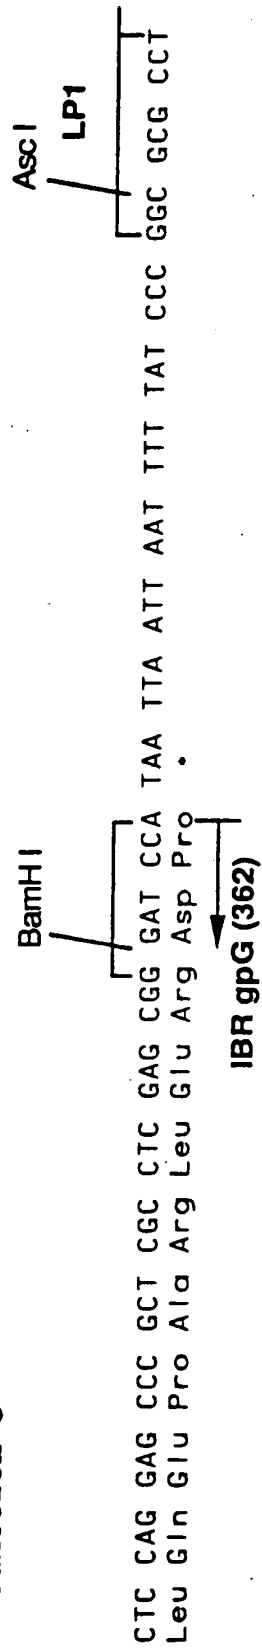 AscI
LP1
BamHI
CTC CAG GAG CCC GCT CGC CTC GAG CGG GAT CCA TAA TTA ATT AAT TTT TAT CCC GGC GCG CCT
Leu Gln Glu Pro Ala Arg Leu Glu Arg Asp Pro •
IBR gpG (362)